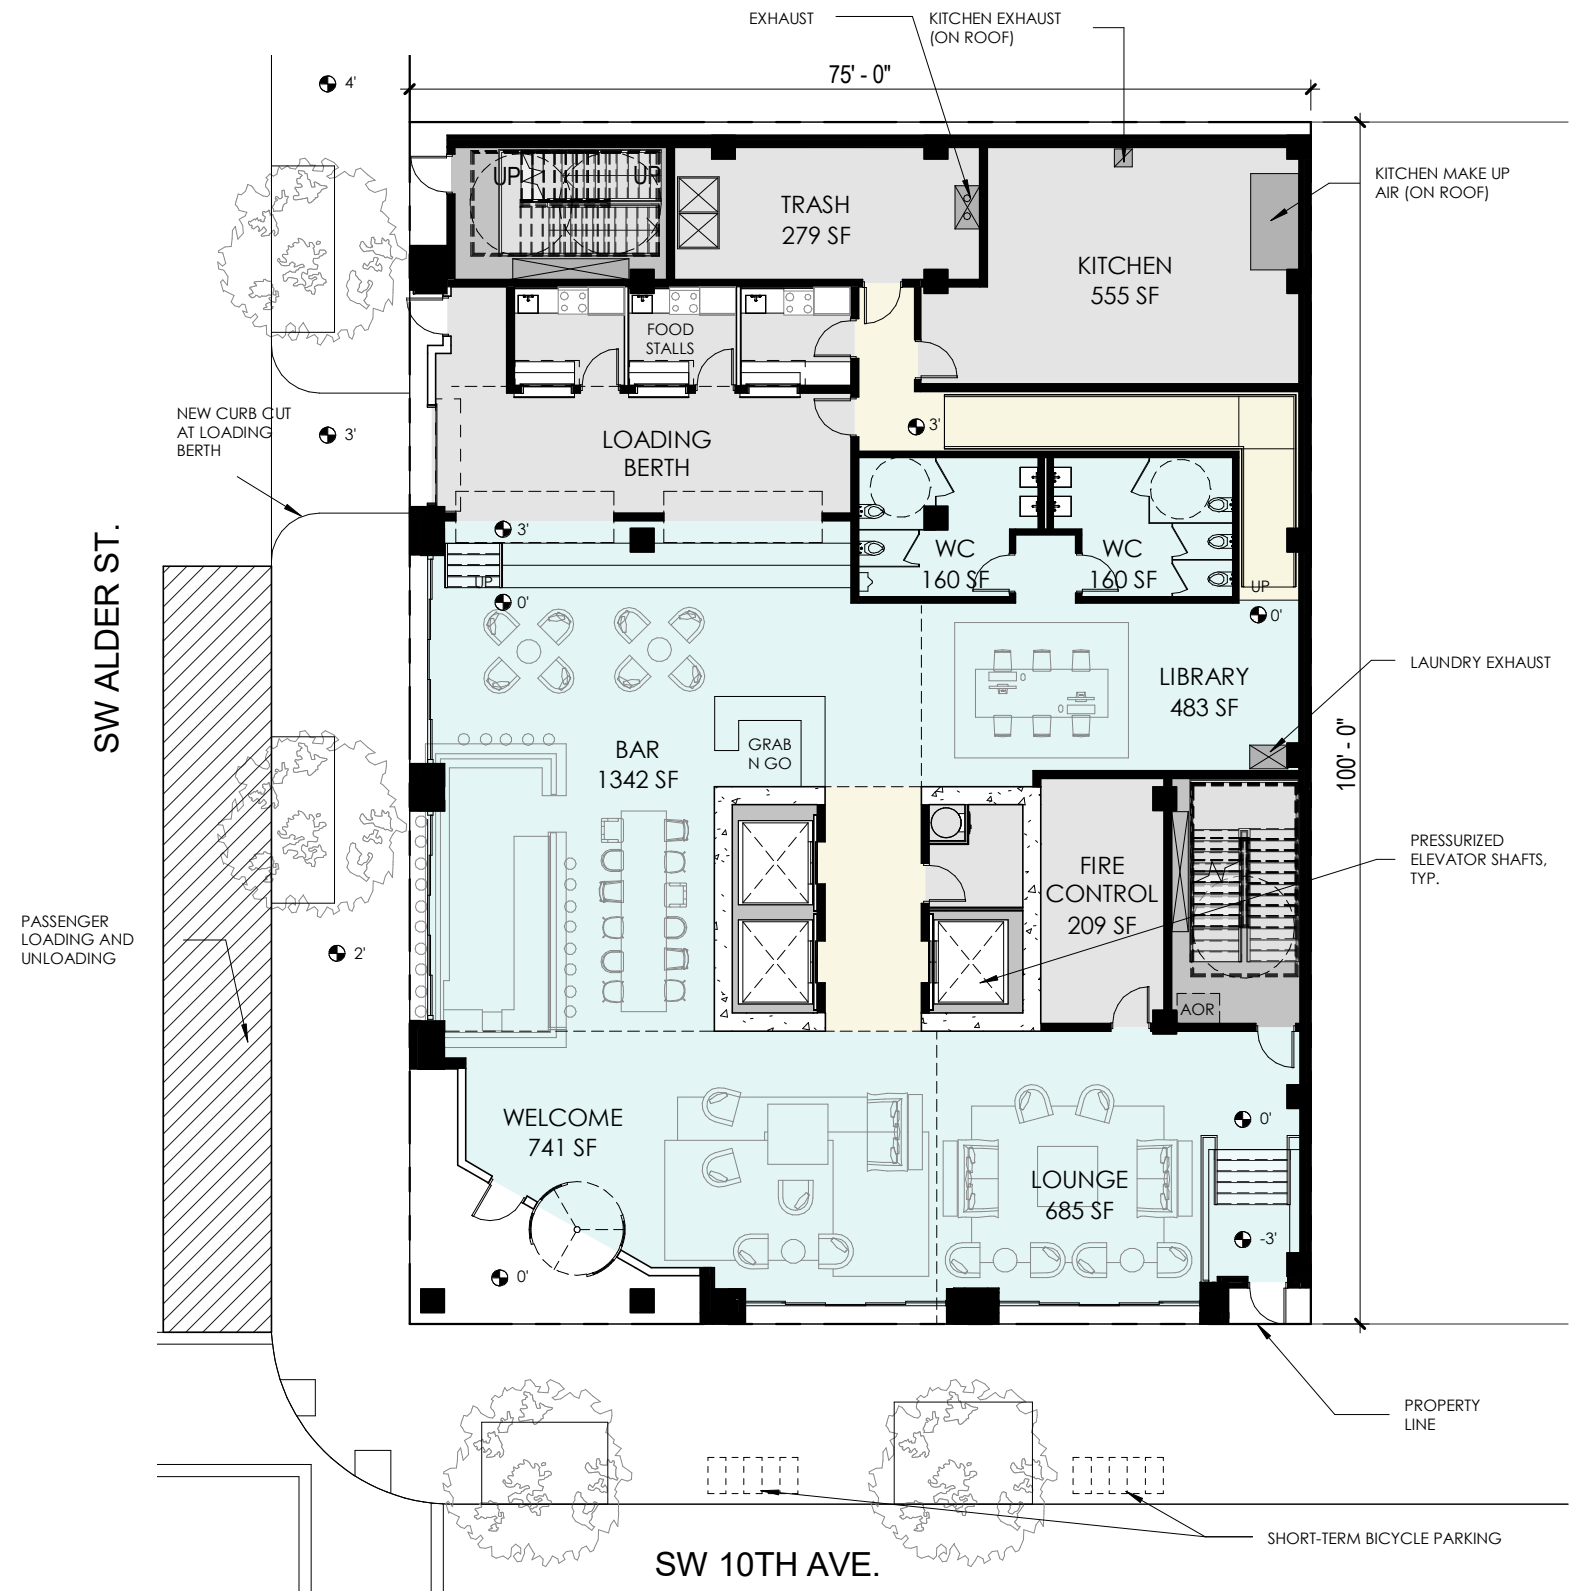 EXHAUST
KITCHEN EXHAUST
(ON ROOF)
75' - 0"
4'
KITCHEN MAKE UP
AIR (ON ROOF)
UP
UP
TRASH
279 SF
KITCHEN
555 SF
FOOD
STALLS
NEW CURB CUT
AT LOADING
BERTH
3'
LOADING
BERTH
3'
3'
WC
160 SF
WC
160 SF
UP
UP
0'
0'
SW ALDER ST.
LAUNDRY EXHAUST
LIBRARY
483 SF
BAR
1342 SF
GRAB
N GO
100' - 0"
PRESSURIZED
ELEVATOR SHAFTS,
TYP.
FIRE
CONTROL
209 SF
PASSENGER
LOADING AND
UNLOADING
2'
AOR
WELCOME
741 SF
0'
LOUNGE
685 SF
-3'
0'
PROPERTY
LINE
SHORT-TERM BICYCLE PARKING
SW 10TH AVE.